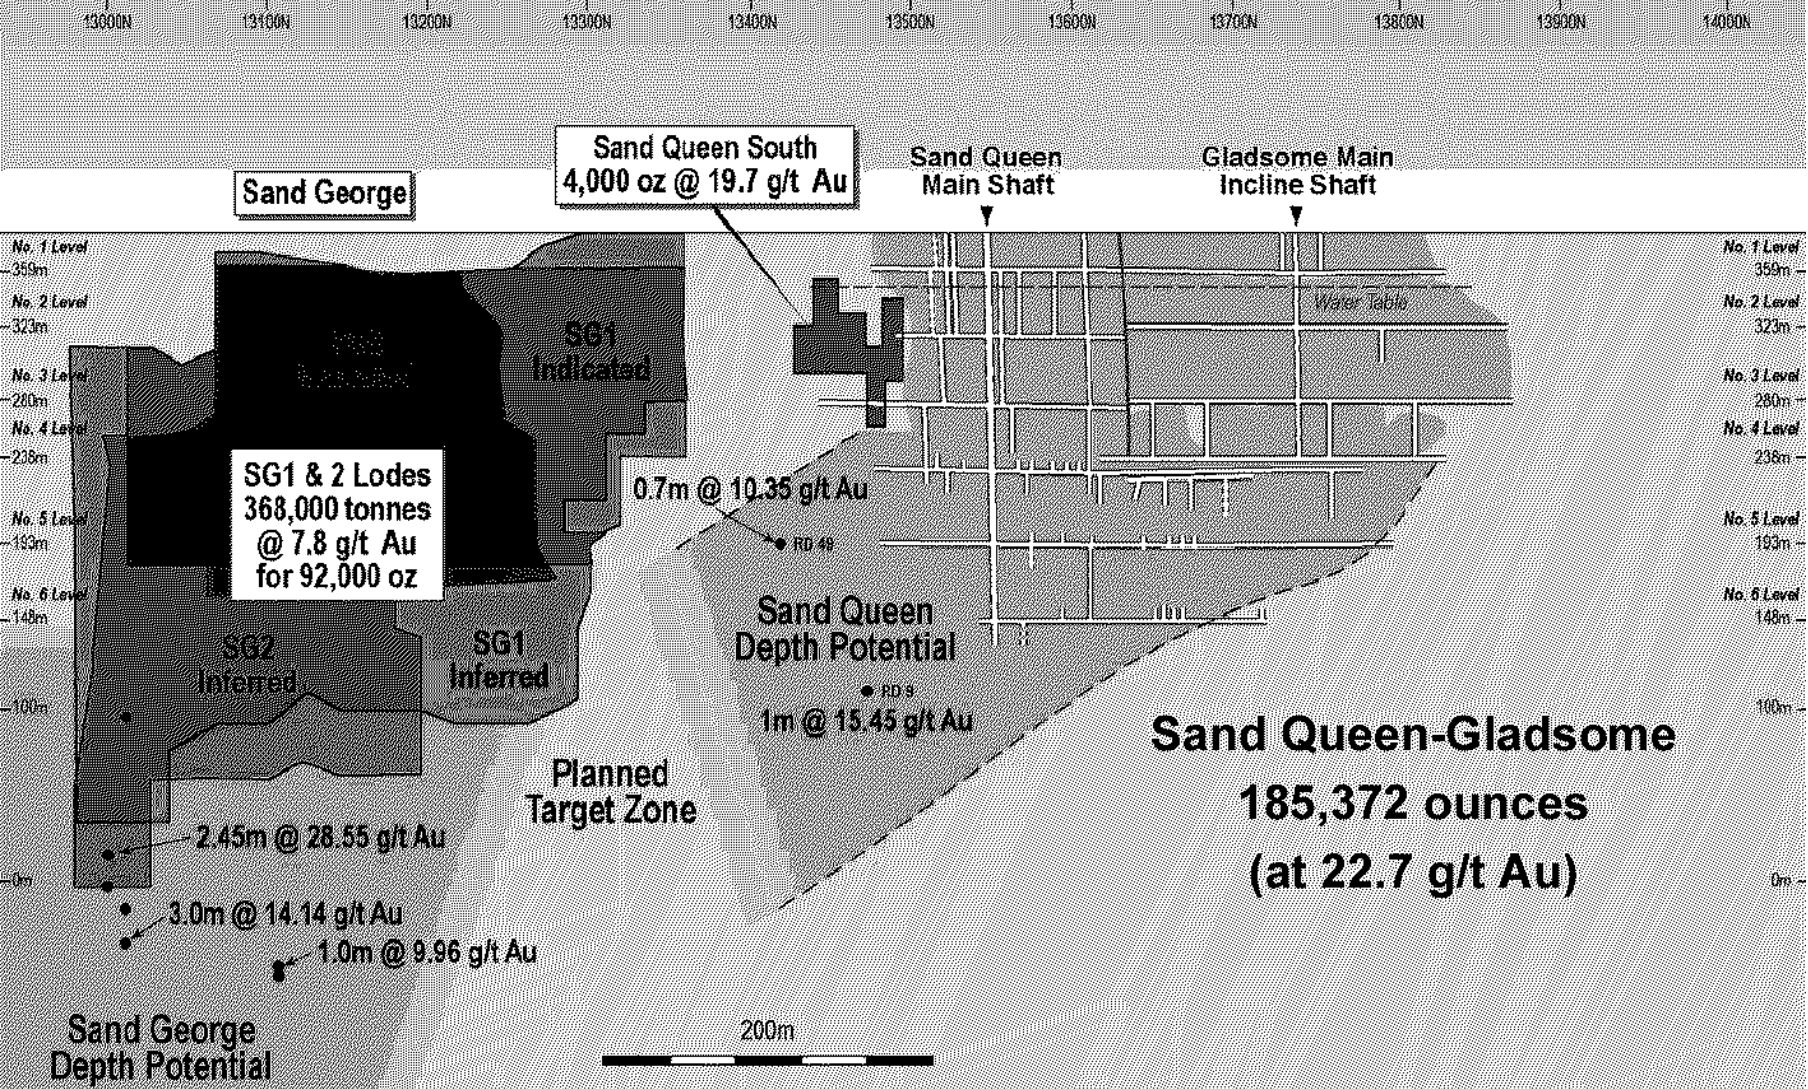 13000N 13100N 13200N 13300N 13400N 13500N 13600N 13700N 13800N 13900N 14000N
Sand George
Sand Queen South
4,000 oz @ 19.7 g/t Au
Sand Queen
Main Shaft
Gladsome Main
Incline Shaft
No. 1 Level
359m
No. 2 Level
323m
No. 3 Level
280m
No. 4 Level
238m
No. 5 Level
193m
No. 6 Level
148m
100m
0m
SG1
Indicated
SG1 & 2 Lodes
368,000 tonnes
@ 7.8 g/t Au
for 92,000 oz
SG2
Inferred
SG1
Inferred
2.45m @ 28.55 g/t Au
3.0m @ 14.14 g/t Au
1.0m @ 9.96 g/t Au
Sand George
Depth Potential
Planned
Target Zone
0.7m @ 10.35 g/t Au
RD 49
Sand Queen
Depth Potential
RD 9
1m @ 15.45 g/t Au
Water Table
No. 1 Level
359m
No. 2 Level
323m
No. 3 Level
280m
No. 4 Level
238m
No. 5 Level
193m
No. 6 Level
148m
100m
0m
Sand Queen-Gladsome
185,372 ounces
(at 22.7 g/t Au)
200m